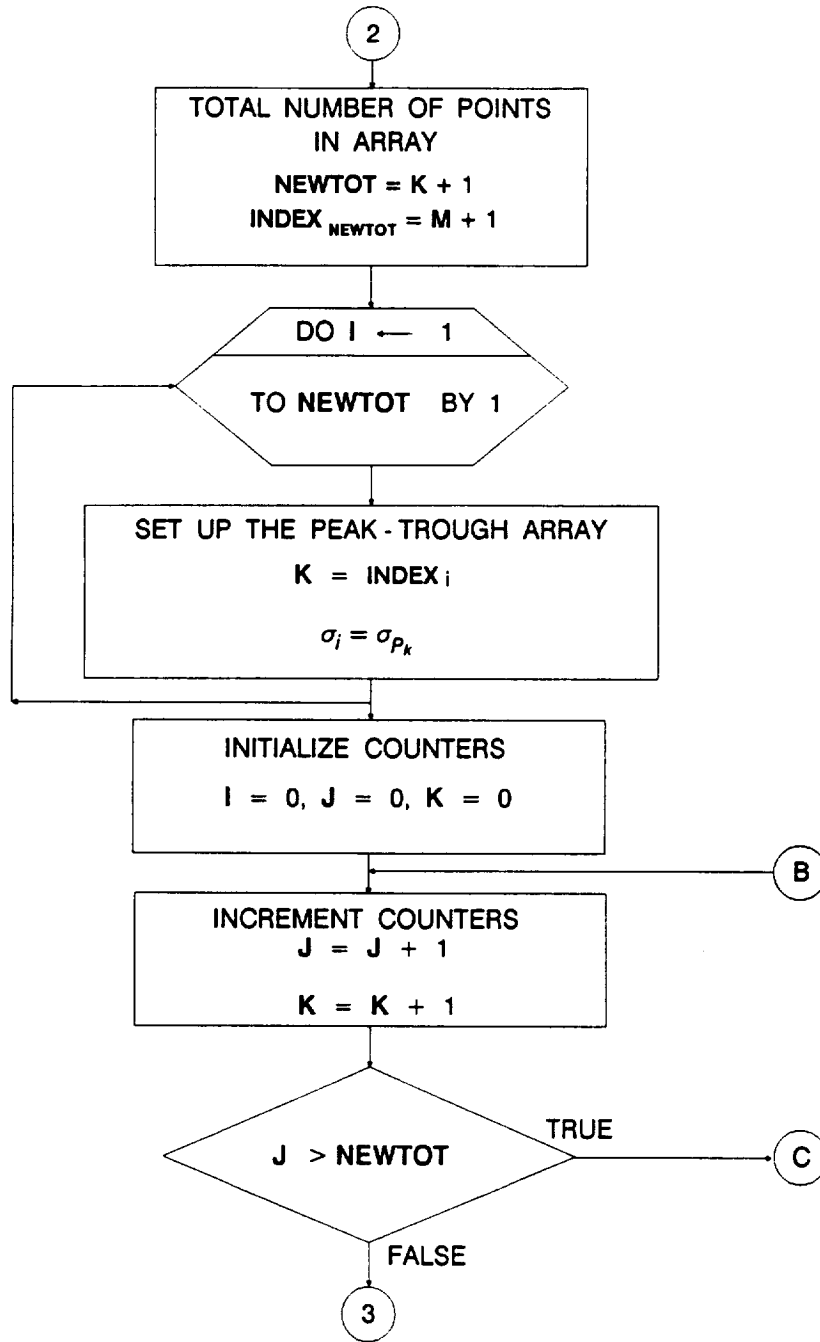 2
TOTAL NUMBER OF POINTS
IN ARRAY
NEWTOT = K + 1
INDEX NEWTOT = M + 1
DO I ← 1
TO NEWTOT BY 1
SET UP THE PEAK - TROUGH ARRAY
K = INDEX i
σi = σPk
INITIALIZE COUNTERS
I = 0, J = 0, K = 0
B
INCREMENT COUNTERS
J = J + 1
K = K + 1
TRUE
J > NEWTOT
C
FALSE
3